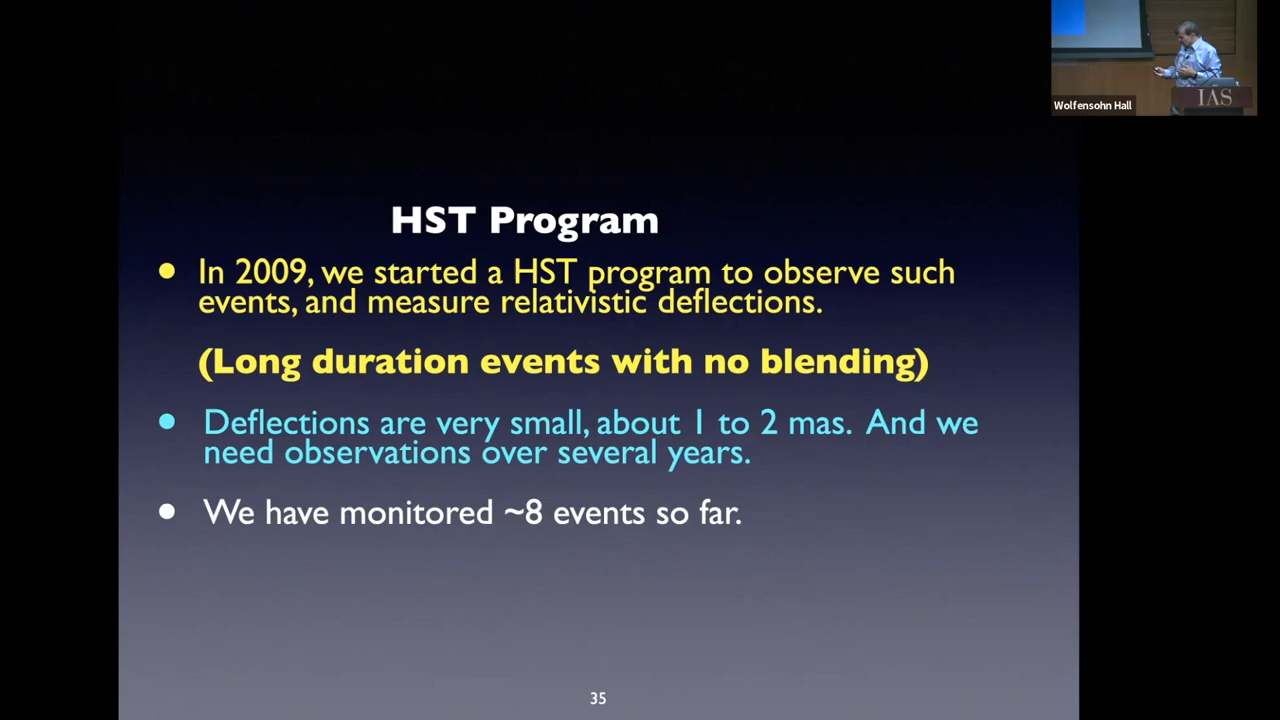 IAS
Wolfensohn Hall
HST Program
• In 2009, we started a HST program to observe such
events, and measure relativistic deflections.
(Long duration events with no blending)
• Deflections are very small, about 1 to 2 mas. And we
need observations over several years.
• We have monitored ~8 events so far.
35